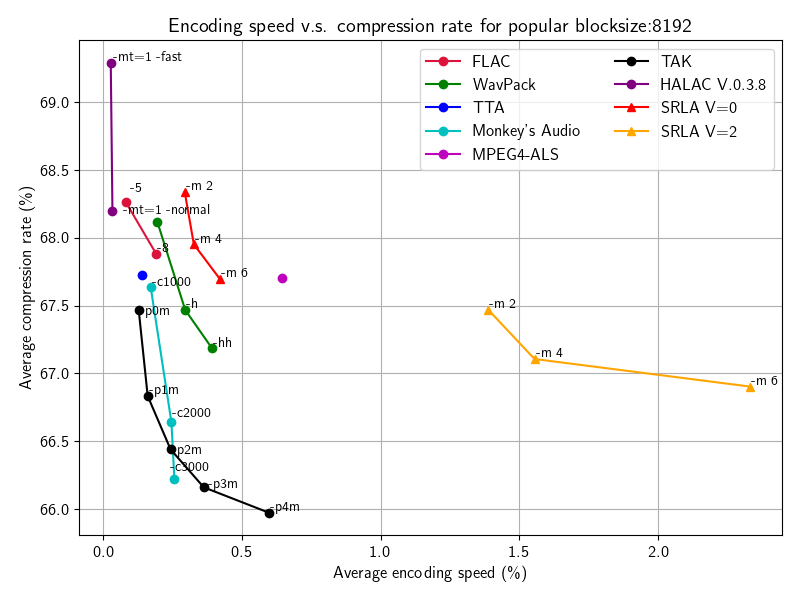 Encoding speed v.s. compression rate for popular blocksize:8192
FLAC
WavPack
TTA
Monkey's Audio
MPEG4-ALS
TAK
HALAC V.0.3.8
SRLA V=0
SRLA V=2
-mt=1 -fast
-5
-mt=1 -normal
-8
-m 2
-m 4
-m 6
-c1000
-p0m
-h
-hh
-m 2
-m 4
-m 6
-p1m
-c2000
-p2m
-c3000
-p3m
-p4m
69.0
68.5
68.0
67.5
67.0
66.5
66.0
Average compression rate (%)
0.0
0.5
1.0
1.5
2.0
Average encoding speed (%)